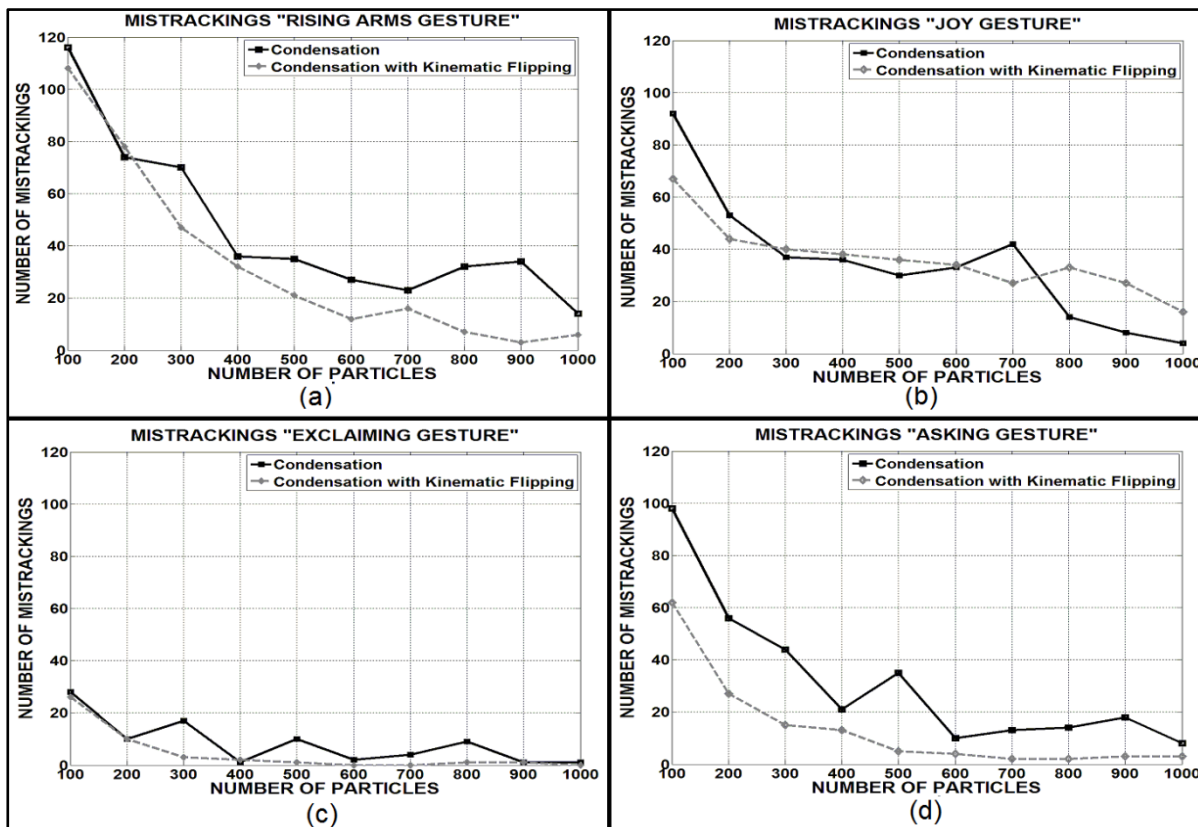 MISTRACKINGS "RISING ARMS GESTURE"
Condensation
Condensation with Kinematic Flipping
NUMBER OF MISTRACKINGS
120
100
80
60
40
20
0
100 200 300 400 500 600 700 800 900 1000
NUMBER OF PARTICLES
(a)
MISTRACKINGS "JOY GESTURE"
Condensation
Condensation with Kinematic Flipping
NUMBER OF MISTRACKINGS
120
100
80
60
40
20
0
100 200 300 400 500 600 700 800 900 1000
NUMBER OF PARTICLES
(b)
MISTRACKINGS "EXCLAIMING GESTURE"
Condensation
Condensation with Kinematic Flipping
NUMBER OF MISTRACKINGS
120
100
80
60
40
20
0
100 200 300 400 500 600 700 800 900 1000
NUMBER OF PARTICLES
(c)
MISTRACKINGS "ASKING GESTURE"
Condensation
Condensation with Kinematic Flipping
NUMBER OF MISTRACKINGS
120
100
80
60
40
20
0
100 200 300 400 500 600 700 800 900 1000
NUMBER OF PARTICLES
(d)